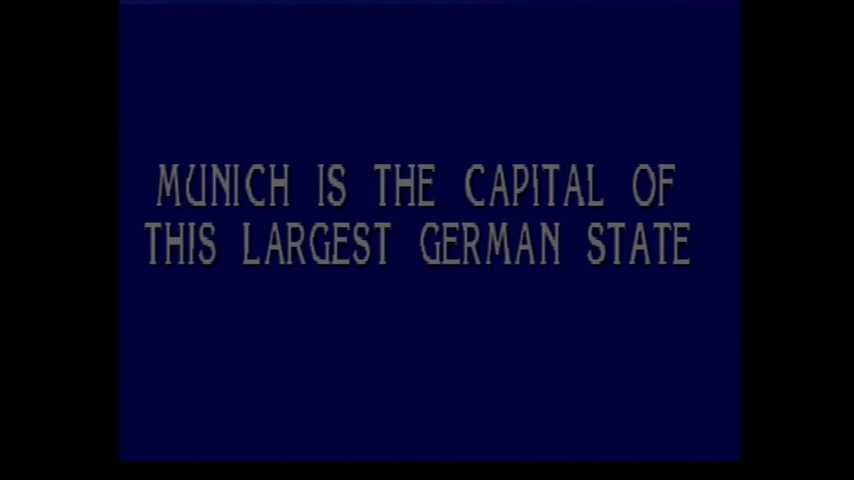 MUNICH IS THE CAPITAL OF
THIS LARGEST GERMAN STATE